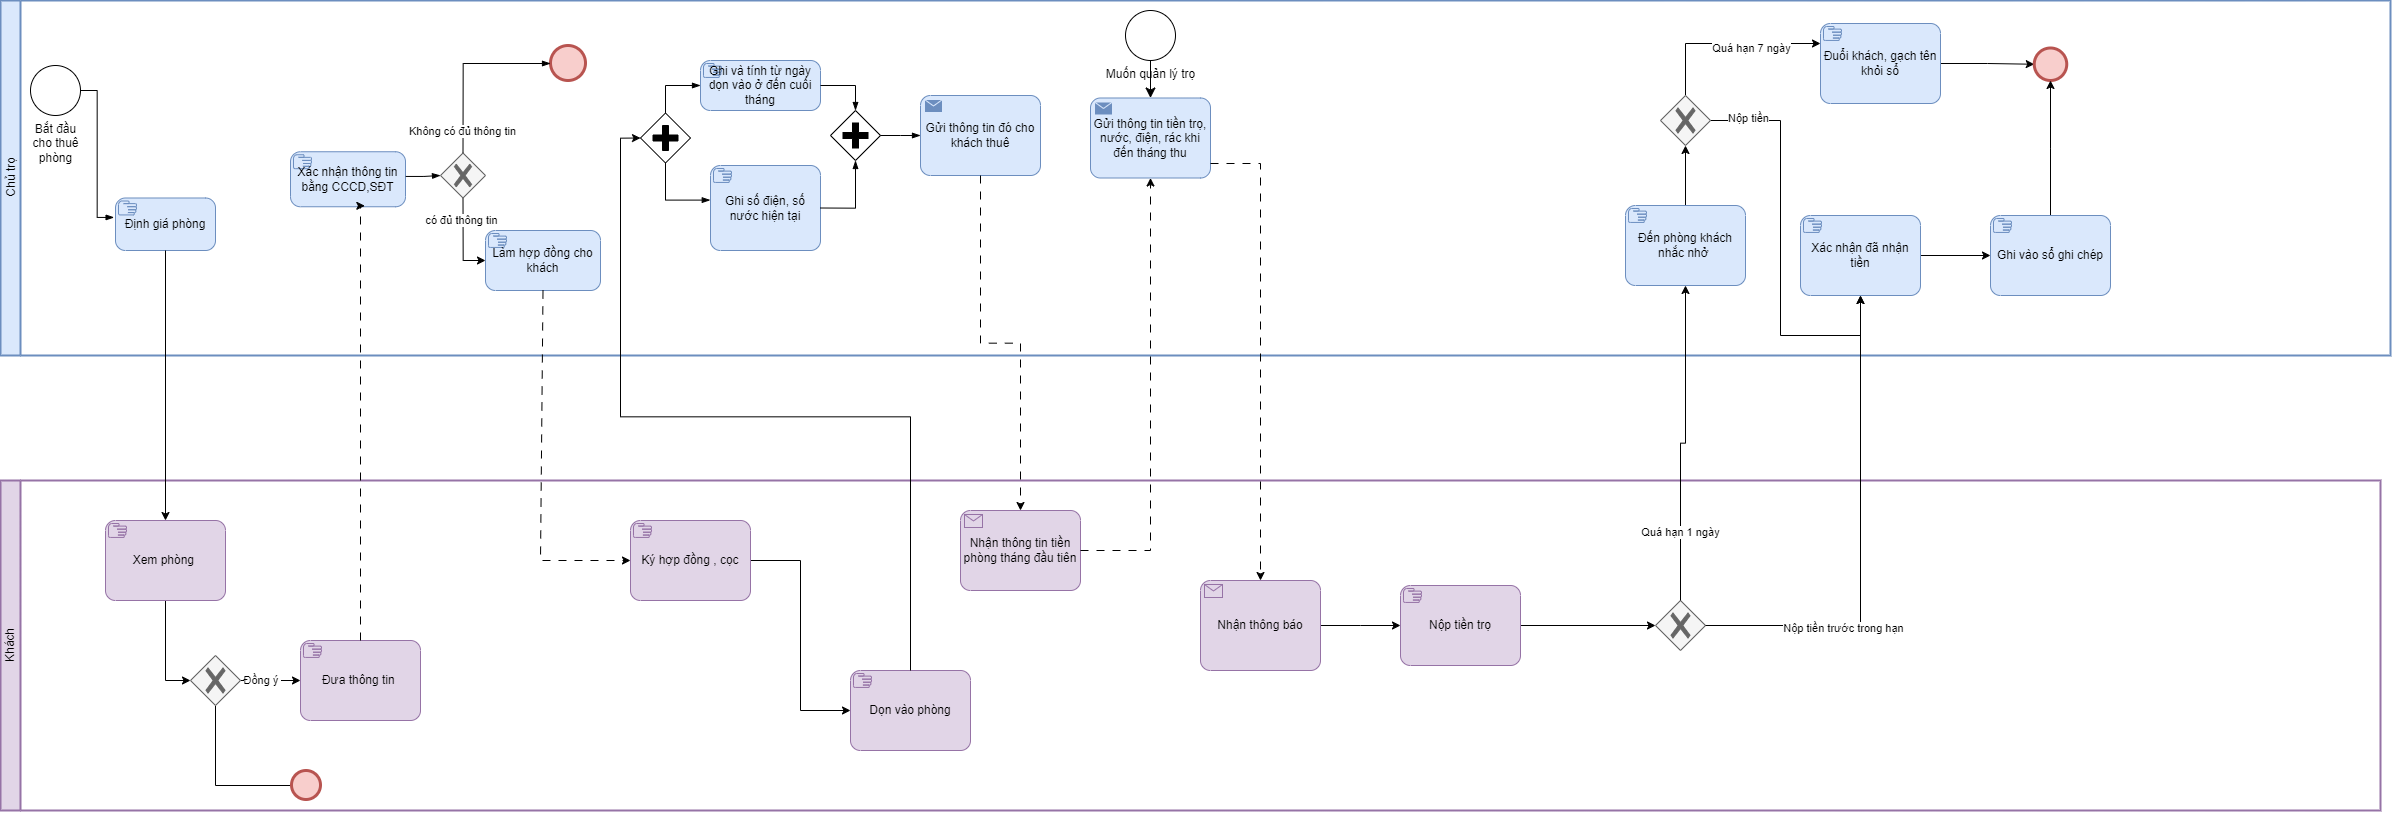 Chủ trọ
Bắt đầu
cho thuê
phòng
Định giá phòng
Xác nhận thông tin
bằng CCCD,SĐT
Không có đủ thông tin
có đủ thông tin
Làm hợp đồng cho
khách
Ghi và tính từ ngày
dọn vào ở đến cuối
tháng
Ghi số điện, số
nước hiện tại
Gửi thông tin đó cho
khách thuê
Muốn quản lý trọ
Gửi thông tin tiền trọ,
nước, điện, rác khi
đến tháng thu
Đến phòng khách
nhắc nhở
Quá hạn 7 ngày
Nộp tiền
Đuổi khách, gạch tên
khỏi sổ
Xác nhận đã nhận
tiền
Ghi vào sổ ghi chép
Khách
Xem phòng
Đồng ý
Đưa thông tin
Ký hợp đồng , cọc
Dọn vào phòng
Nhận thông tin tiền
phòng tháng đầu tiên
Nhận thông báo
Nộp tiền trọ
Quá hạn 1 ngày
Nộp tiền trước trong hạn